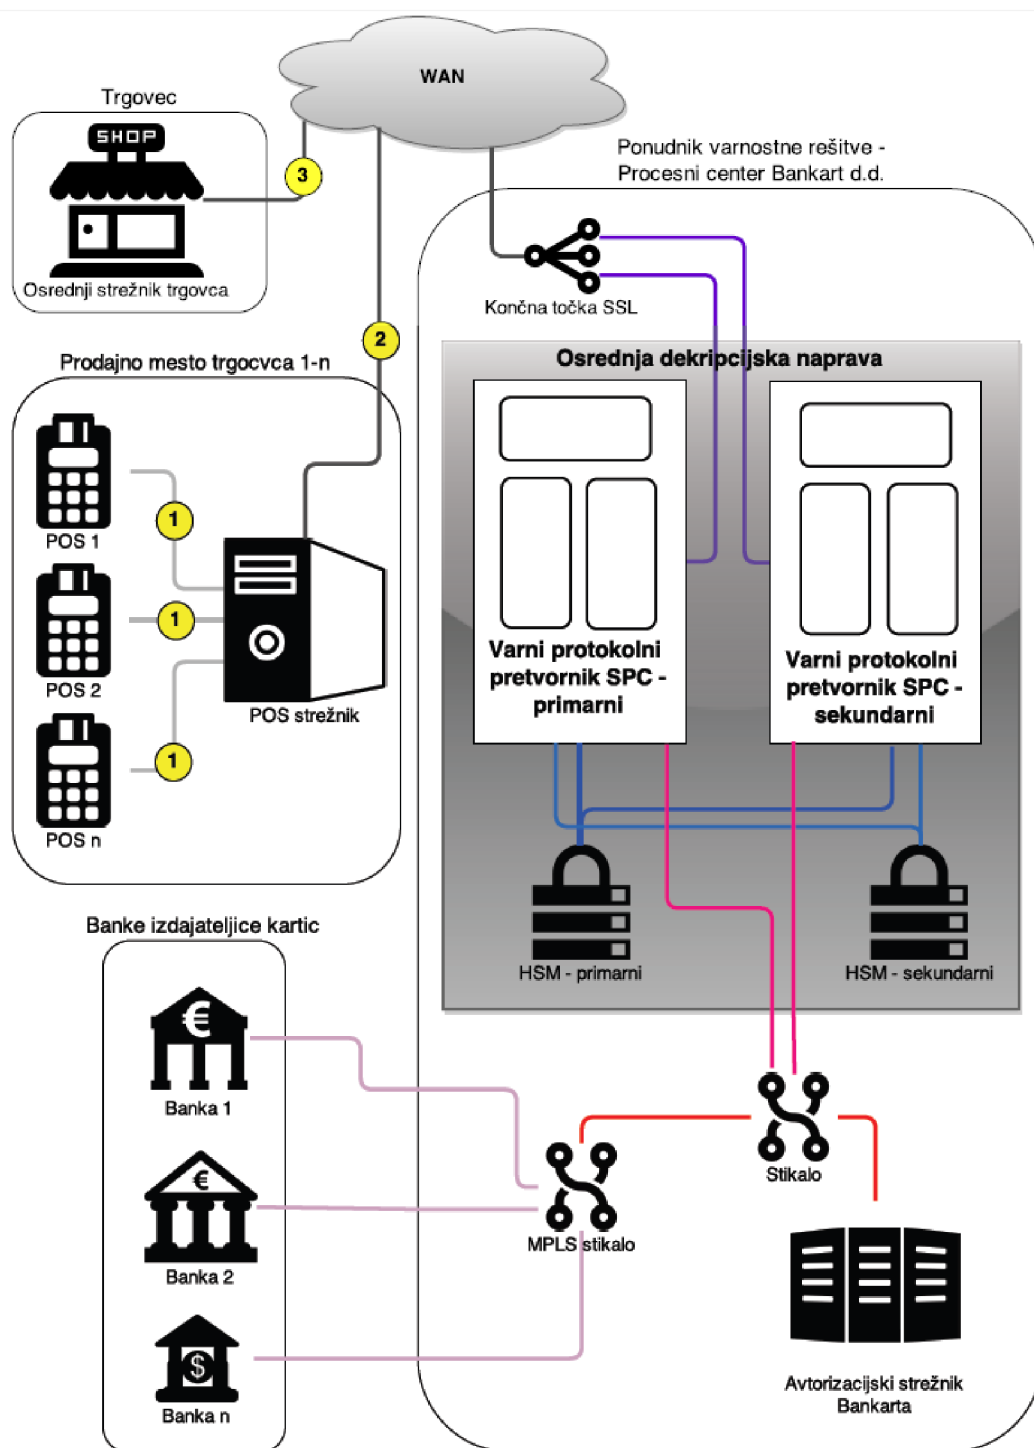 WAN
Trgovec
SHOP
3
Osrednji strežnik trgovca
Ponudnik varnostne rešitve -
Procesni center Bankart d.d.
Končna točka SSL
2
Prodajno mesto trgocvca 1-n
Osrednja dekripcijska naprava
POS 1
1
POS 2
1
POS n
1
POS strežnik
Varni protokolni
pretvornik SPC -
primarni
Varni protokolni
pretvornik SPC -
sekundarni
HSM - primarni
HSM - sekundarni
Banke izdajateljice kartic
€
Banka 1
€
Banka 2
$
Banka n
MPLS stikalo
Stikalo
Avtorizacijski strežnik
Bankarta